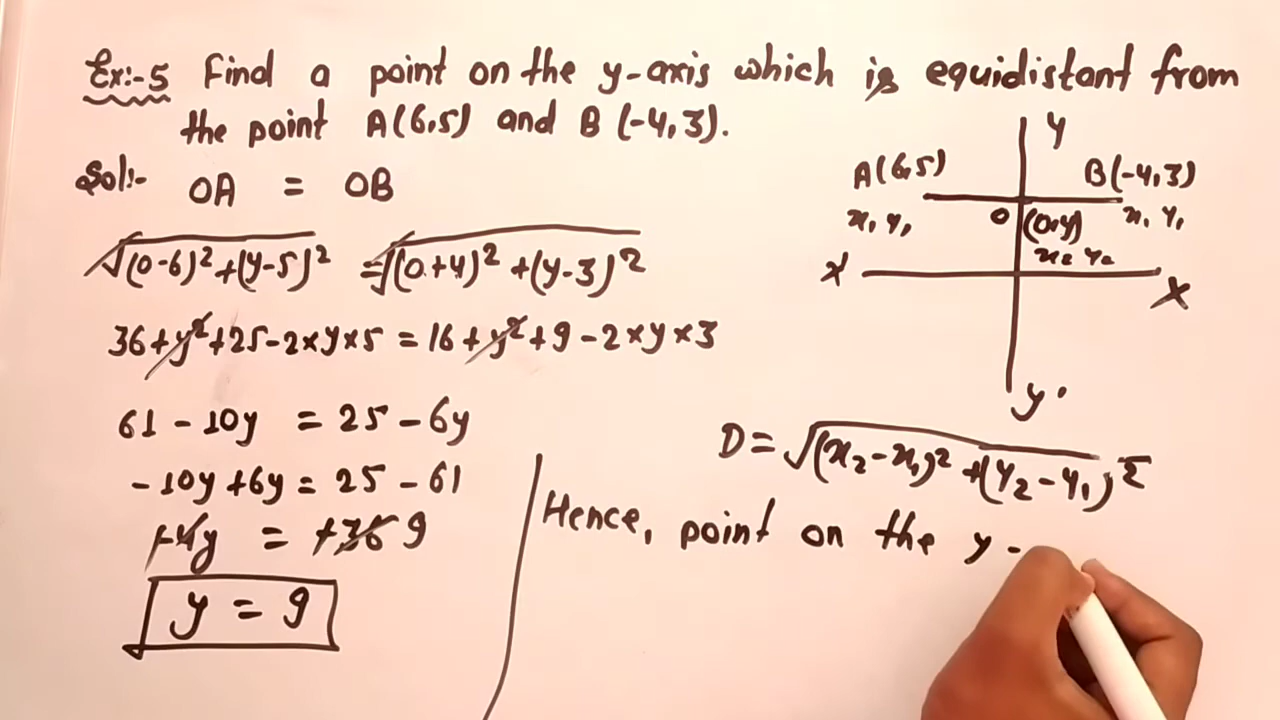 Ex:-5 Find a point on the y-axis which is equidistant from
the point A(6,5) and B(-4,3).
Sol:- OA = OB
√(0-6)²+(y-5)² = √(0+4)²+(y-3)²
36+y²+25-2×y×5 = 16+y²+9-2×y×3
61-10y = 25-6y
-10y+6y = 25-61
+4y = +36 9
y = 9
Y
A(6,5) B(-4,3)
x₁ y₁ O (0,y) x₁ y₁
x₂ y₂
X' X
y'
D = √(x₂-x₁)²+(y₂-y₁)²
Hence, point on the y-